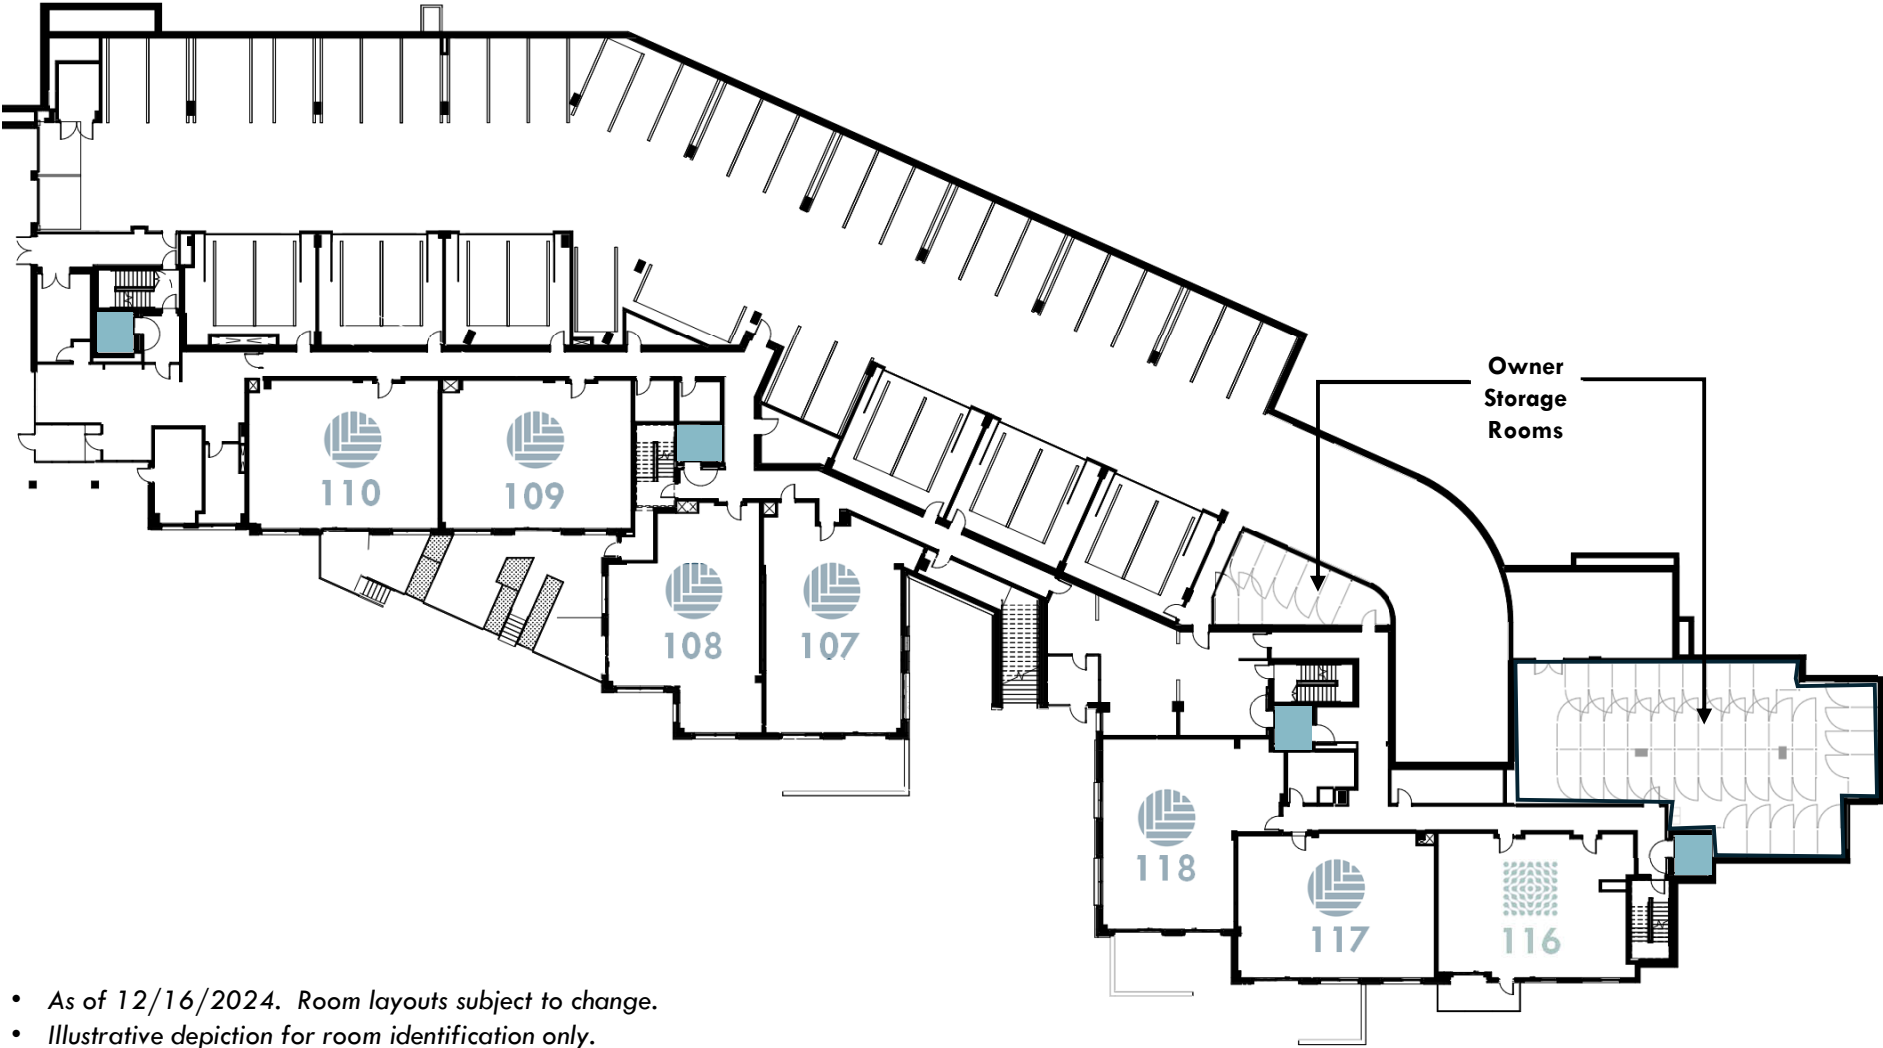 Owner
Storage
Rooms
110
109
108
107
118
117
116
• As of 12/16/2024. Room layouts subject to change.
• Illustrative depiction for room identification only.